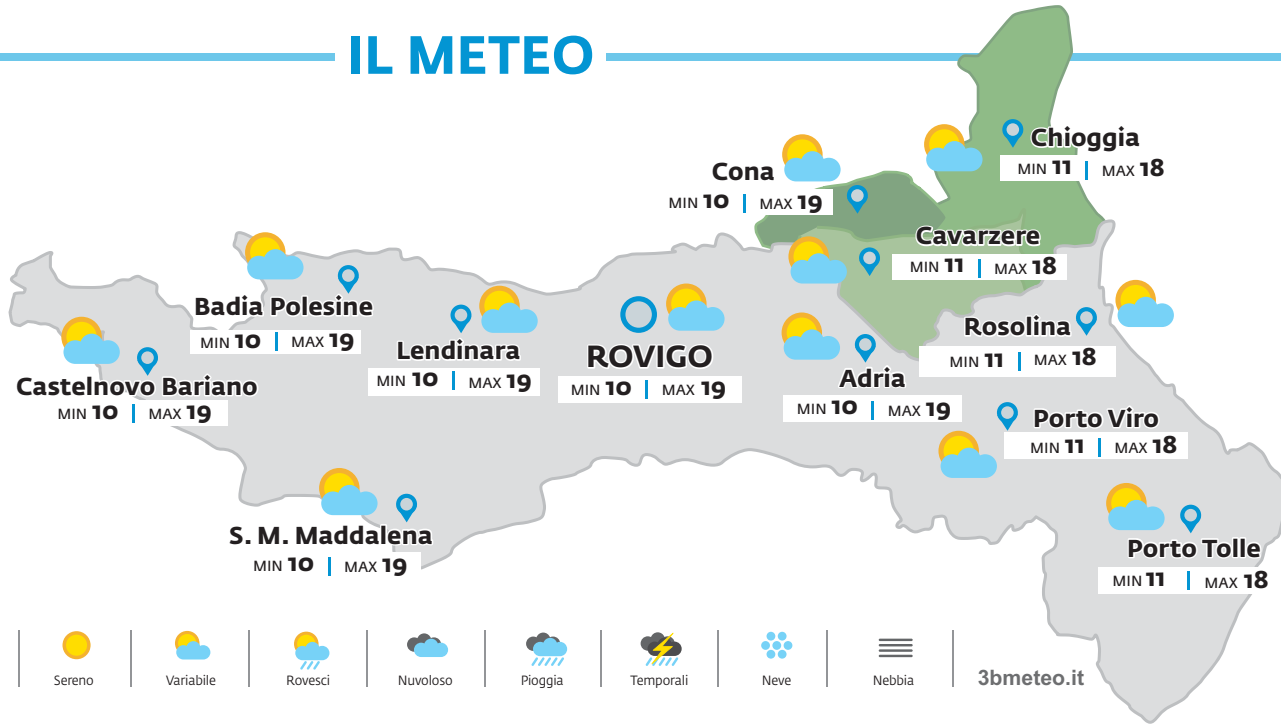 IL METEO
Chioggia
MIN 11 | MAX 18
Cona
MIN 10 | MAX 19
Cavarzere
MIN 11 | MAX 18
Badia Polesine
MIN 10 | MAX 19
Lendinara
MIN 10 | MAX 19
ROVIGO
MIN 10 | MAX 19
Rosolina
MIN 11 | MAX 18
Castelnovo Bariano
MIN 10 | MAX 19
Adria
MIN 10 | MAX 19
Porto Viro
MIN 11 | MAX 18
S. M. Maddalena
MIN 10 | MAX 19
Porto Tolle
MIN 11 | MAX 18
Sereno
Variabile
Rovesci
Nuvoloso
Pioggia
Temporali
Neve
Nebbia
3bmeteo.it